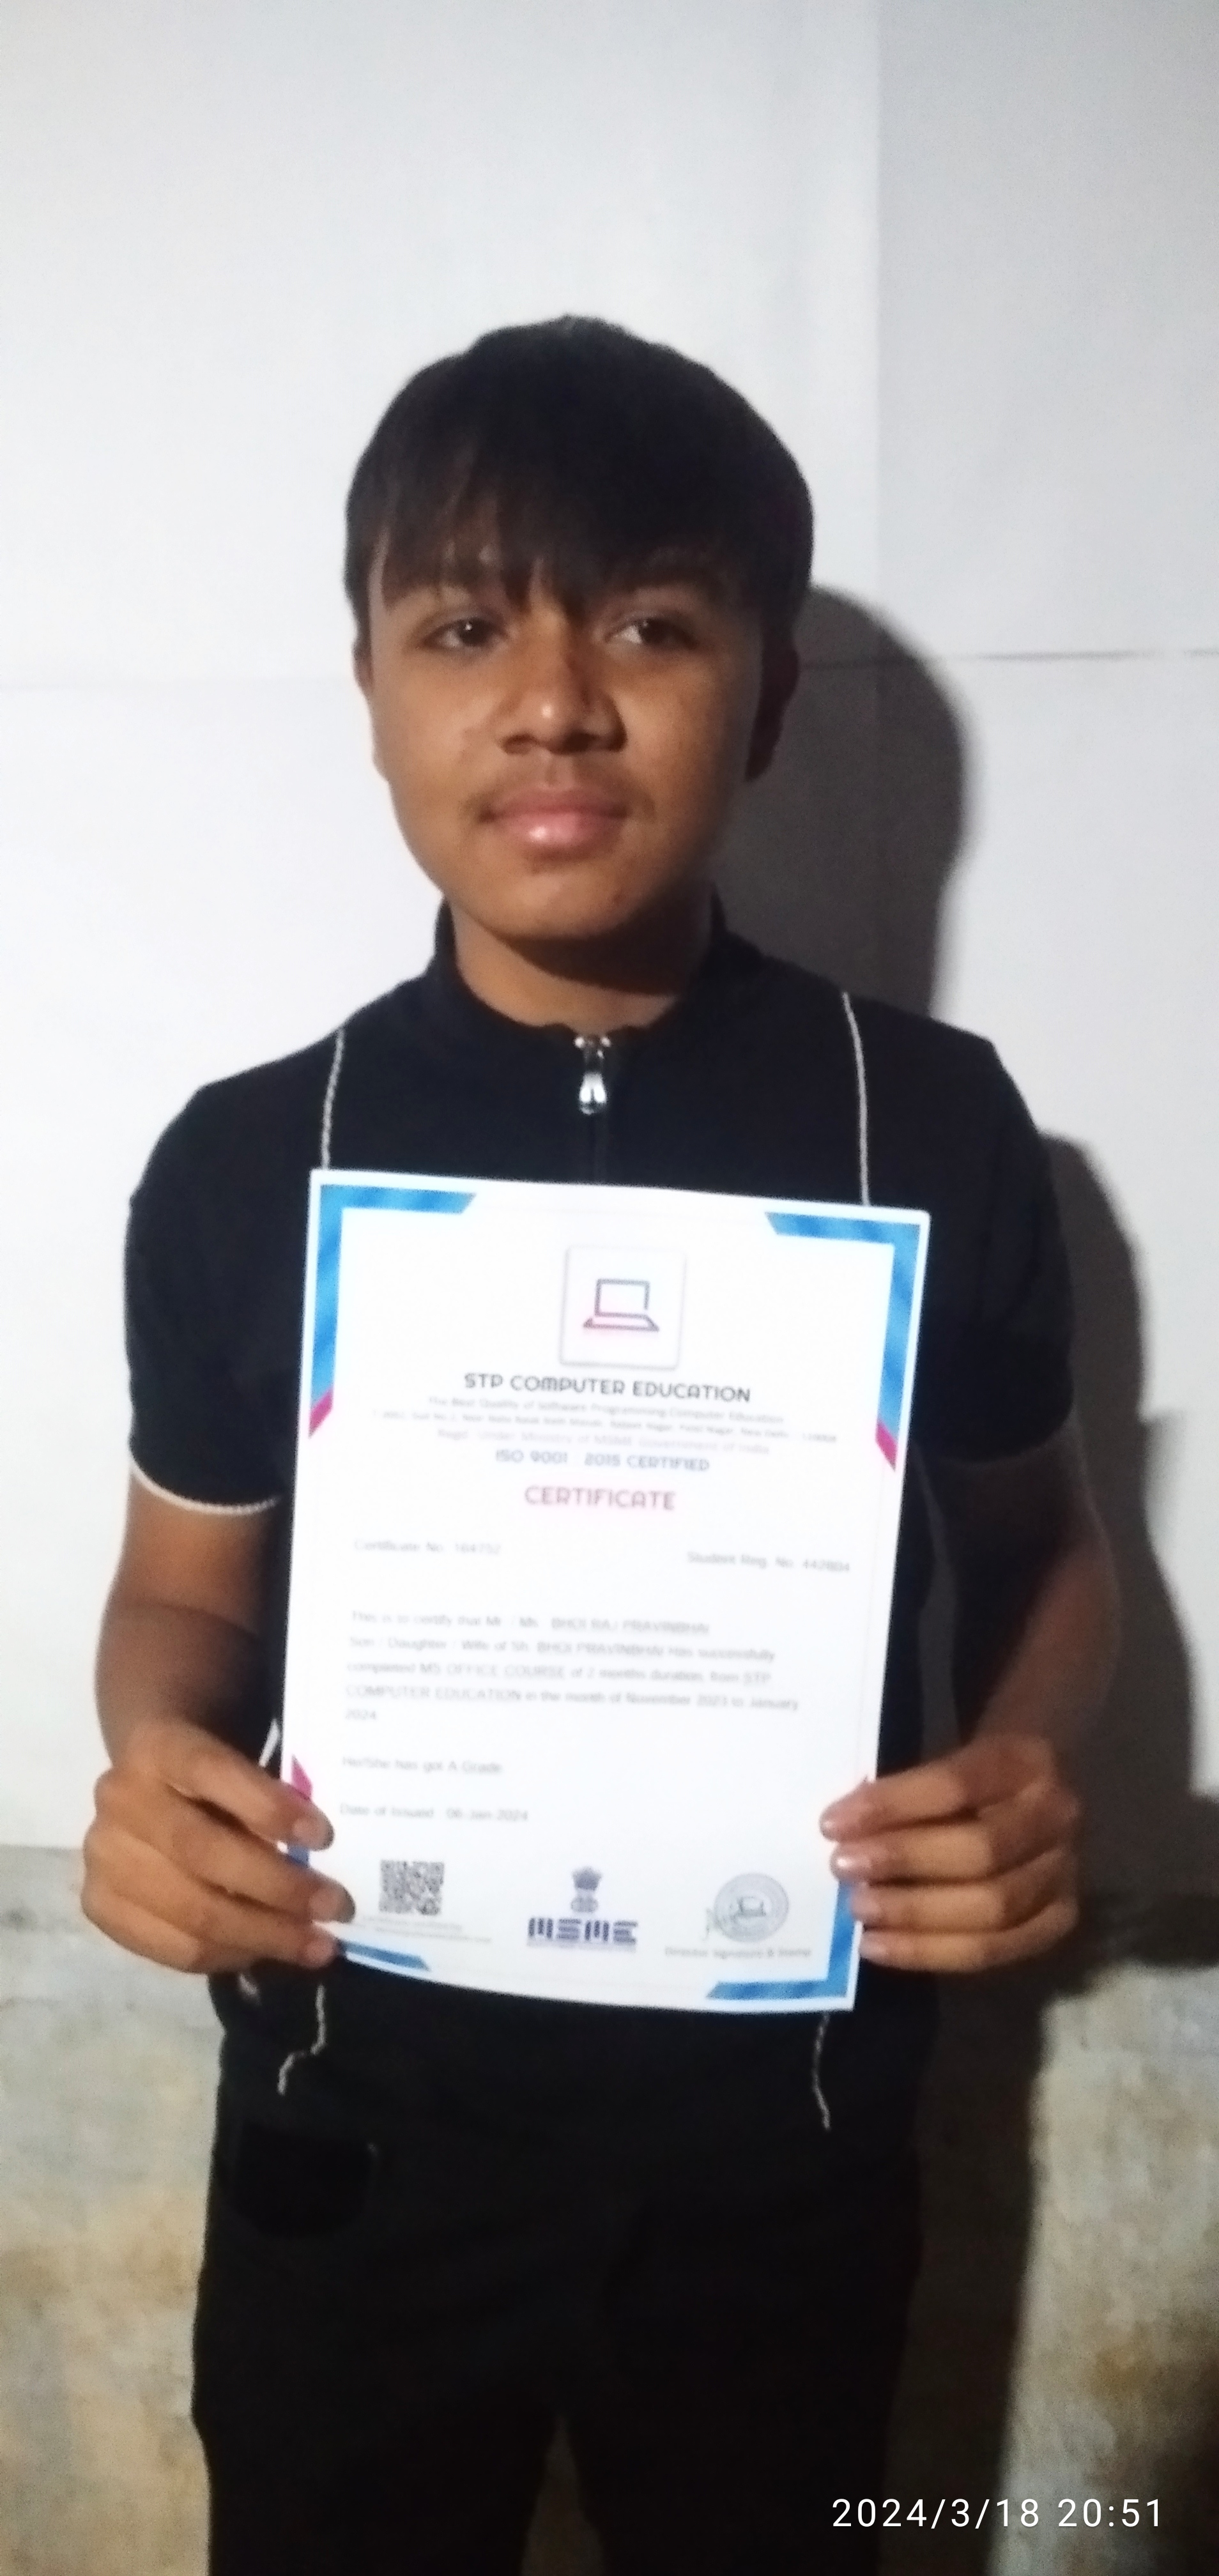 STP COMPUTER EDUCATION
The Best Quality of Software Programming Computer Education
Regd. Under Ministry of MSME Government of India
ISO 9001 : 2015 CERTIFIED
CERTIFICATE
Certificate No. 164752
Student Reg. No. 442804
This is to certify that Mr. / Ms. BHOI RAJ PRAVINBHAI
Son / Daughter / Wife of Sh. BHOI PRAVINBHAI Has successfully
completed MS OFFICE COURSE of 2 months duration, from STP
COMPUTER EDUCATION in the month of November 2023 to January
2024
He/She has got A Grade
Date of Issued : 06-Jan-2024
MSME
Director signature & stamp
2024/3/18 20:51